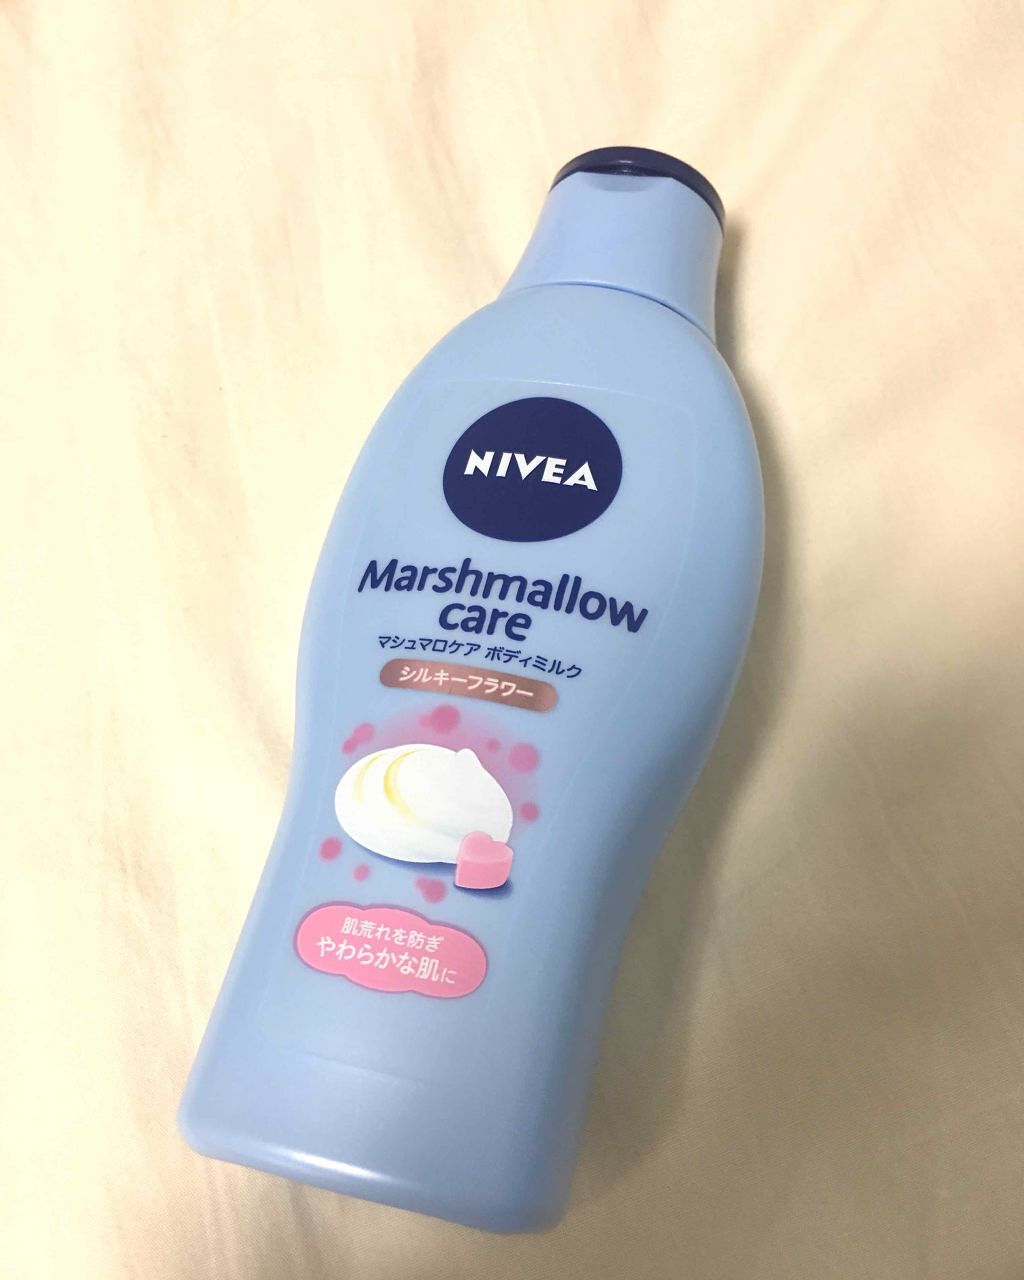 NIVEA
Marshmallow
care
マシュマロケア ボディミルク
シルキーフラワー
肌荒れを防ぎ
やわらかな肌に